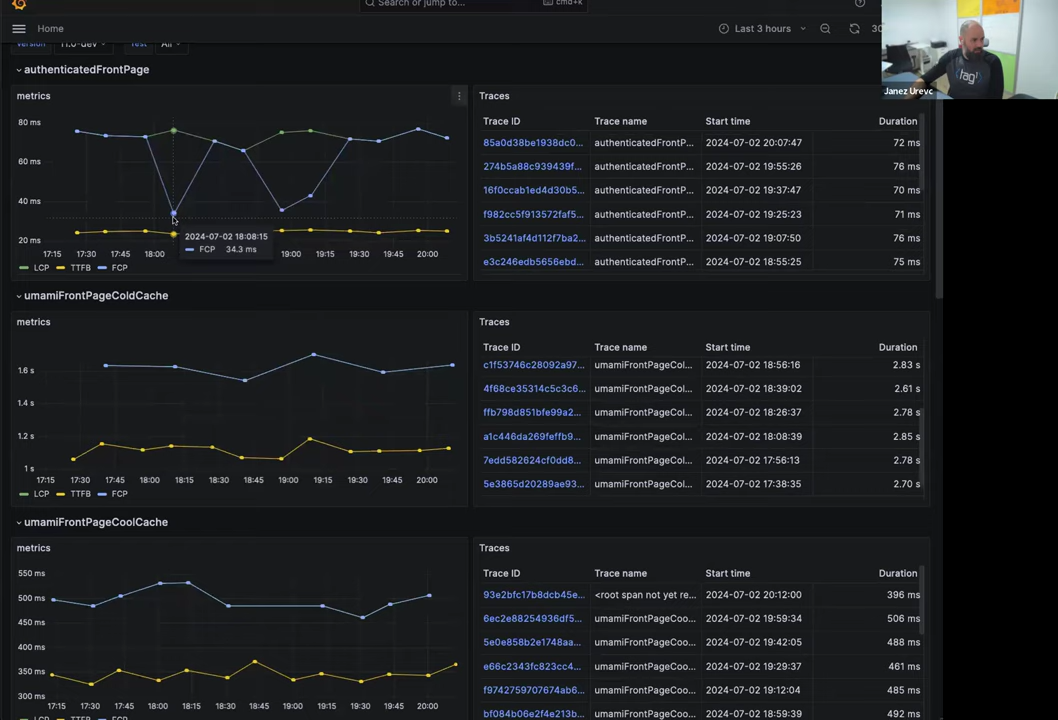 Search or jump to...
cmd+k
Home
Last 3 hours
30
Version
11.0-dev
Test
All
tag1
Janez Urevc
authenticatedFrontPage
metrics
80 ms
60 ms
40 ms
20 ms
17:15 17:30 17:45 18:00 19:00 19:15 19:30 19:45 20:00
2024-07-02 18:08:15
FCP 34.3 ms
LCP TTFB FCP
Traces
Trace ID Trace name Start time Duration
85a0d38be1938dc0... authenticatedFrontP... 2024-07-02 20:07:47 72 ms
274b5a88c939439f... authenticatedFrontP... 2024-07-02 19:55:26 76 ms
16f0ccab1ed4d30b5... authenticatedFrontP... 2024-07-02 19:37:47 70 ms
f982cc5f913572faf5... authenticatedFrontP... 2024-07-02 19:25:23 71 ms
3b5241af4d112f7ba2... authenticatedFrontP... 2024-07-02 19:07:50 76 ms
e3c246edb5656ebd... authenticatedFrontP... 2024-07-02 18:55:25 75 ms
umamiFrontPageColdCache
metrics
1.6 s
1.4 s
1.2 s
1 s
17:15 17:30 17:45 18:00 18:15 18:30 18:45 19:00 19:15 19:30 19:45 20:00
LCP TTFB FCP
Traces
Trace ID Trace name Start time Duration
c1f53746c28092a97... umamiFrontPageCol... 2024-07-02 18:56:16 2.83 s
4f68ce35314c5c3c6... umamiFrontPageCol... 2024-07-02 18:39:02 2.61 s
ffb798d851bfe99a2... umamiFrontPageCol... 2024-07-02 18:26:37 2.78 s
a1c446da269feffb9... umamiFrontPageCol... 2024-07-02 18:08:39 2.85 s
7edd582624cf0dd8... umamiFrontPageCol... 2024-07-02 17:56:13 2.78 s
5e3865d20289ae93... umamiFrontPageCol... 2024-07-02 17:38:35 2.70 s
umamiFrontPageCoolCache
metrics
550 ms
500 ms
450 ms
400 ms
350 ms
300 ms
17:15 17:30 17:45 18:00 18:15 18:30 18:45 19:00 19:15 19:30 19:45 20:00
LCP TTFB FCP
Traces
Trace ID Trace name Start time Duration
93e2bfc17b8dcb45e... <root span not yet re... 2024-07-02 20:12:00 396 ms
6ec2e88254936df5... umamiFrontPageCoo... 2024-07-02 19:59:34 506 ms
5e0e858b2e1748aa... umamiFrontPageCoo... 2024-07-02 19:42:05 488 ms
e66c2343fc823cc4... umamiFrontPageCoo... 2024-07-02 19:29:37 461 ms
f9742759707674ab6... umamiFrontPageCoo... 2024-07-02 19:12:04 485 ms
bf084b06e2f4e213b... umamiFrontPageCoo... 2024-07-02 18:59:39 492 ms